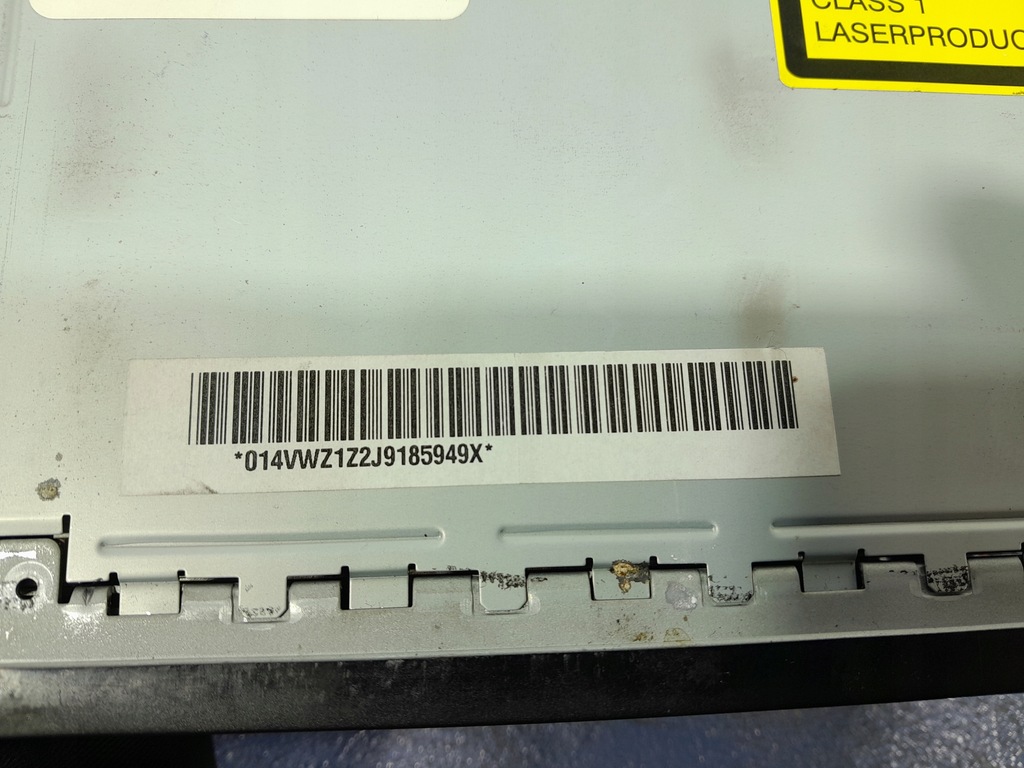 CLASS 1
LASERPRODUC
*014VWZ1Z2J9185949X*